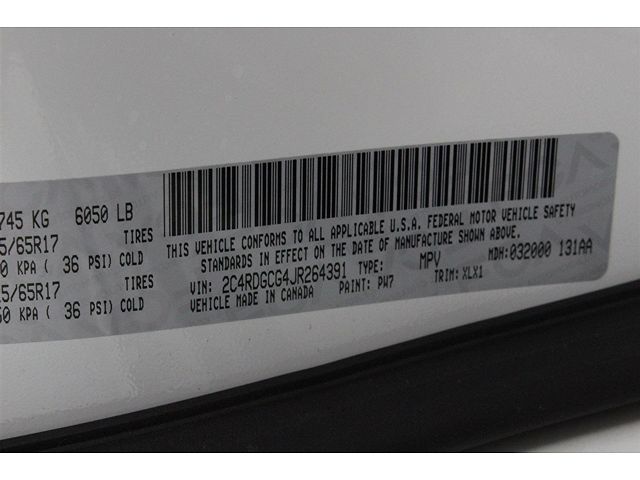 745 KG 6050 LB
5/65R17 TIRES
0 KPA ( 36 PSI) COLD
15/65R17 TIRES
50 KPA ( 36 PSI) COLD
THIS VEHICLE CONFORMS TO ALL APPLICABLE U.S.A. FEDERAL MOTOR VEHICLE SAFETY
STANDARDS IN EFFECT ON THE DATE OF MANUFACTURE SHOWN ABOVE.
VIN: 2C4RDGCG4JR264391 TYPE: MPV MDH:032000 131AA
VEHICLE MADE IN CANADA PAINT: PW7 TRIM:XLX1